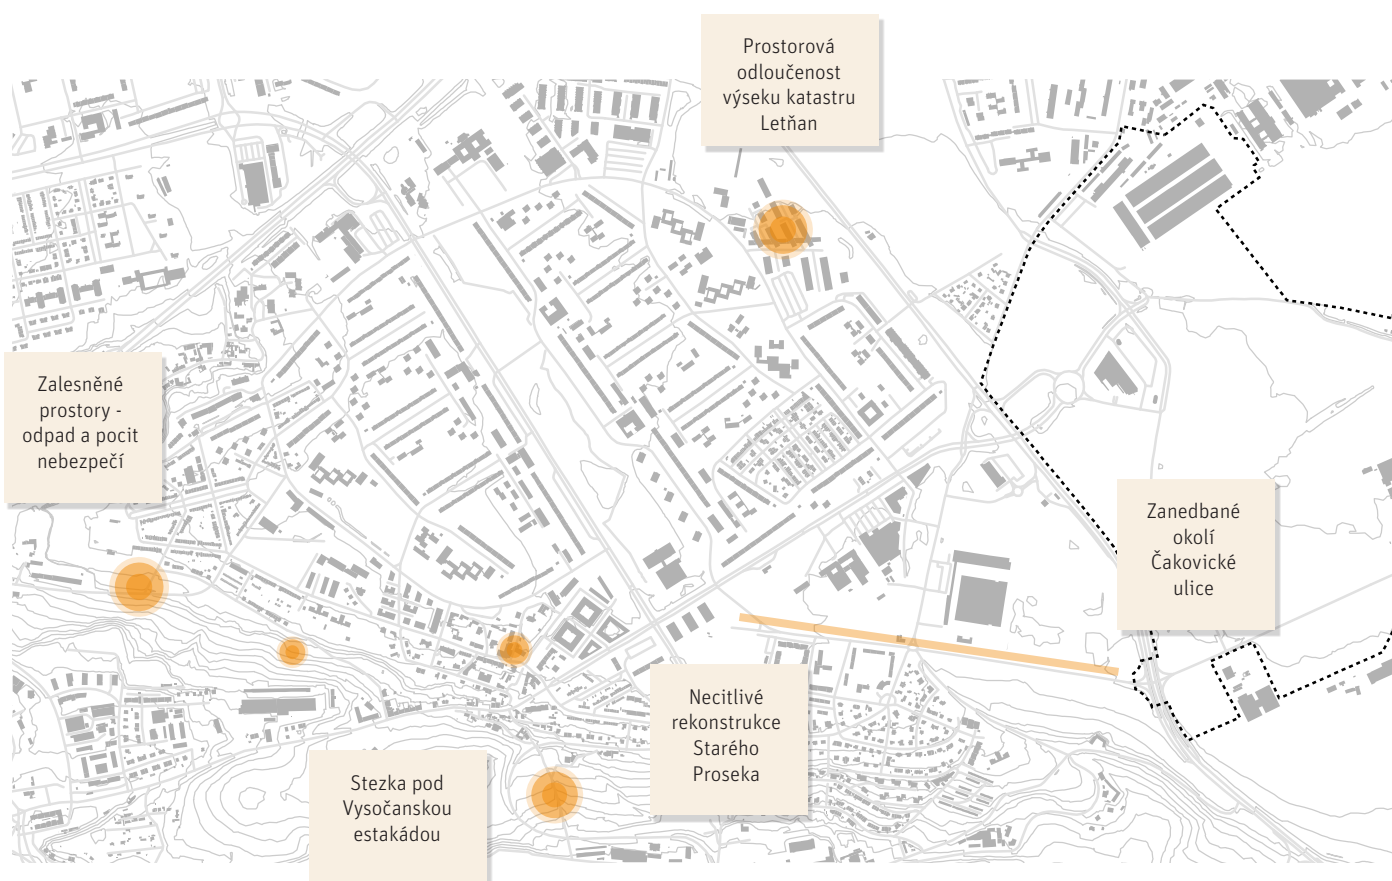 Prostorová
odloučenost
výseku katastru
Letňan
Zalesněné
prostory -
odpad a pocit
nebezpečí
Zanedbané
okolí
Čakovické
ulice
Necitlivé
rekonstrukce
Starého
Proseka
Stezka pod
Vysočanskou
estakádou